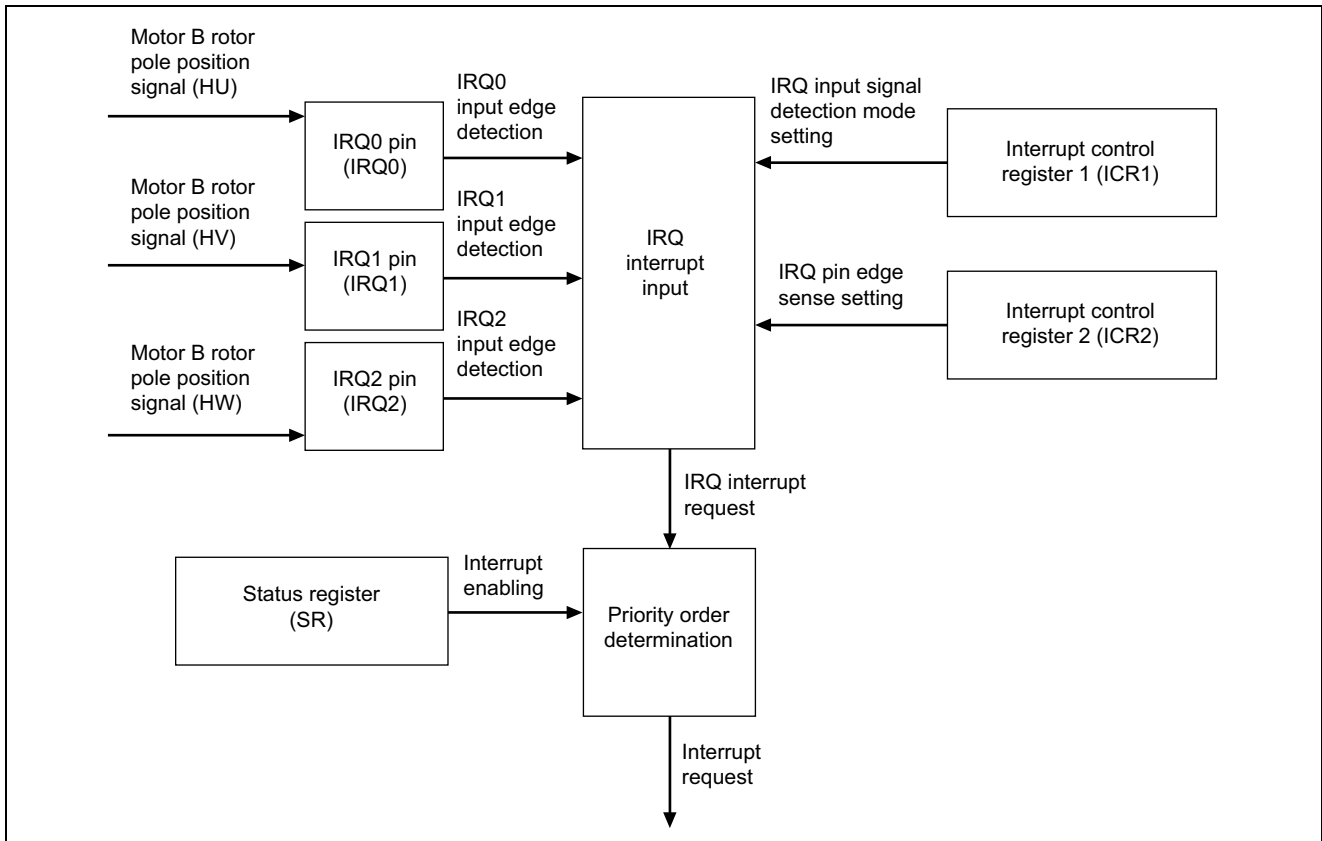 Motor B rotor
pole position
signal (HU)
IRQ0 pin
(IRQ0)
IRQ0
input edge
detection
Motor B rotor
pole position
signal (HV)
IRQ1 pin
(IRQ1)
IRQ1
input edge
detection
Motor B rotor
pole position
signal (HW)
IRQ2 pin
(IRQ2)
IRQ2
input edge
detection
IRQ
interrupt
input
IRQ input signal
detection mode
setting
Interrupt control
register 1 (ICR1)
IRQ pin edge
sense setting
Interrupt control
register 2 (ICR2)
IRQ interrupt
request
Status register
(SR)
Interrupt
enabling
Priority order
determination
Interrupt
request